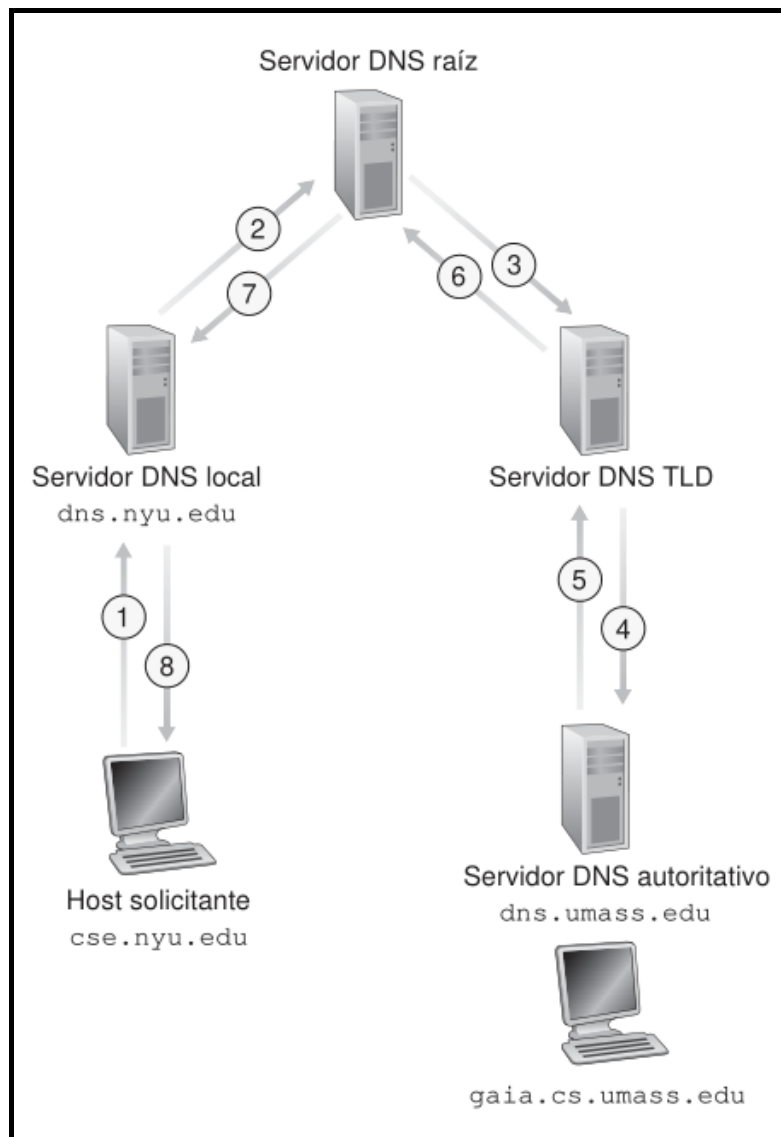 Servidor DNS raíz
2
7
6
3
Servidor DNS local
dns.nyu.edu
Servidor DNS TLD
1
8
5
4
Host solicitante
cse.nyu.edu
Servidor DNS autoritativo
dns.umass.edu
gaia.cs.umass.edu